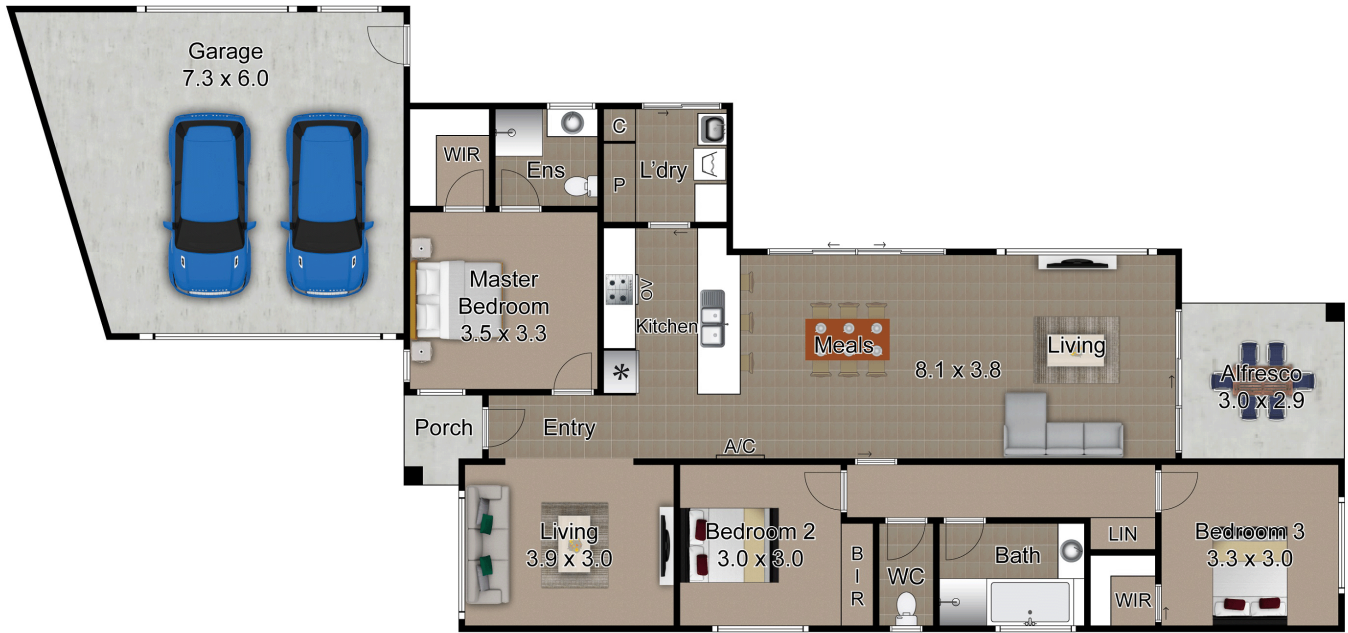 Garage
7.3 x 6.0
WIR
Ens
C
P
L'dry
Master
Bedroom
3.5 x 3.3
OV
Kitchen
Meals
8.1 x 3.8
Living
Alfresco
3.0 x 2.9
Porch
Entry
A/C
Living
3.9 x 3.0
Bedroom 2
3.0 x 3.0
B
I
R
WC
Bath
LIN
WIR
Bedroom 3
3.3 x 3.0